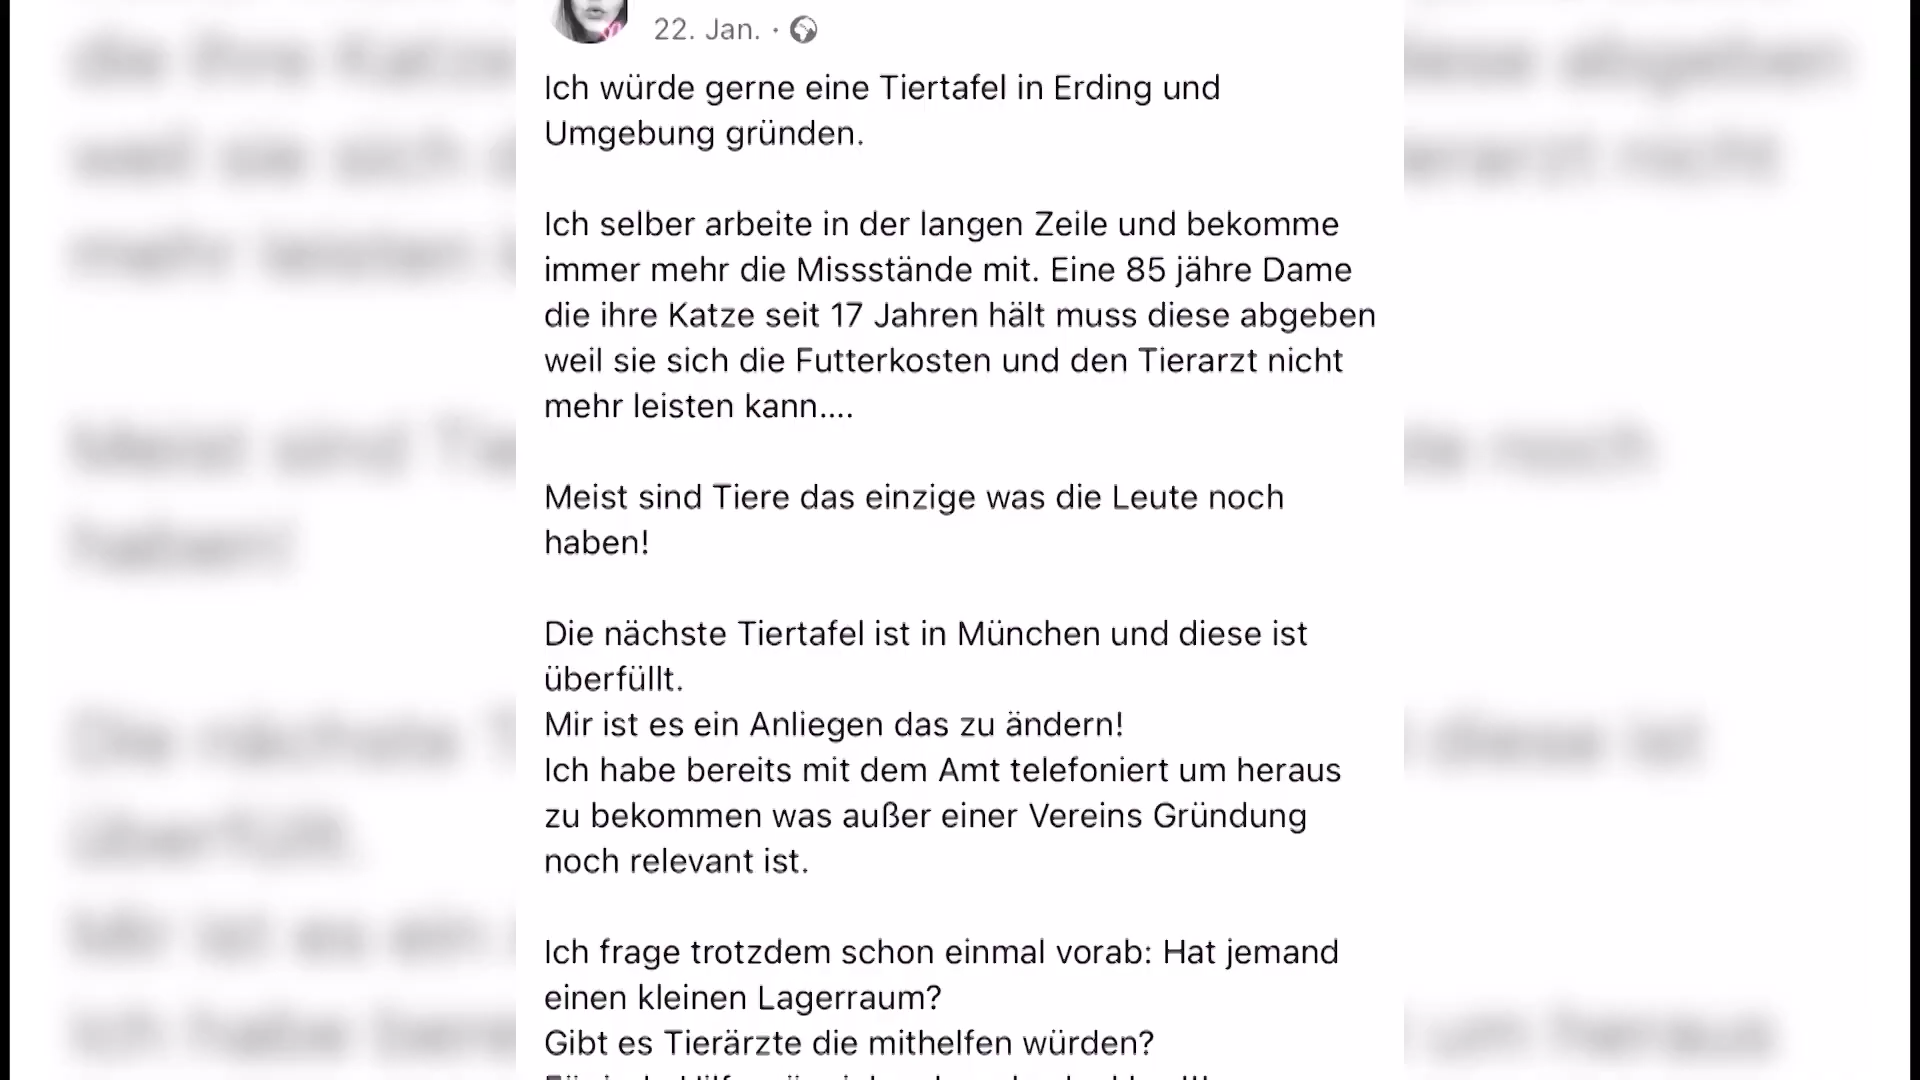 22. Jan. ·
Ich würde gerne eine Tiertafel in Erding und
Umgebung gründen.
Ich selber arbeite in der langen Zeile und bekomme
immer mehr die Missstände mit. Eine 85 jähre Dame
die ihre Katze seit 17 Jahren hält muss diese abgeben
weil sie sich die Futterkosten und den Tierarzt nicht
mehr leisten kann....
Meist sind Tiere das einzige was die Leute noch
haben!
Die nächste Tiertafel ist in München und diese ist
überfüllt.
Mir ist es ein Anliegen das zu ändern!
Ich habe bereits mit dem Amt telefoniert um heraus
zu bekommen was außer einer Vereins Gründung
noch relevant ist.
Ich frage trotzdem schon einmal vorab: Hat jemand
einen kleinen Lagerraum?
Gibt es Tierärzte die mithelfen würden?